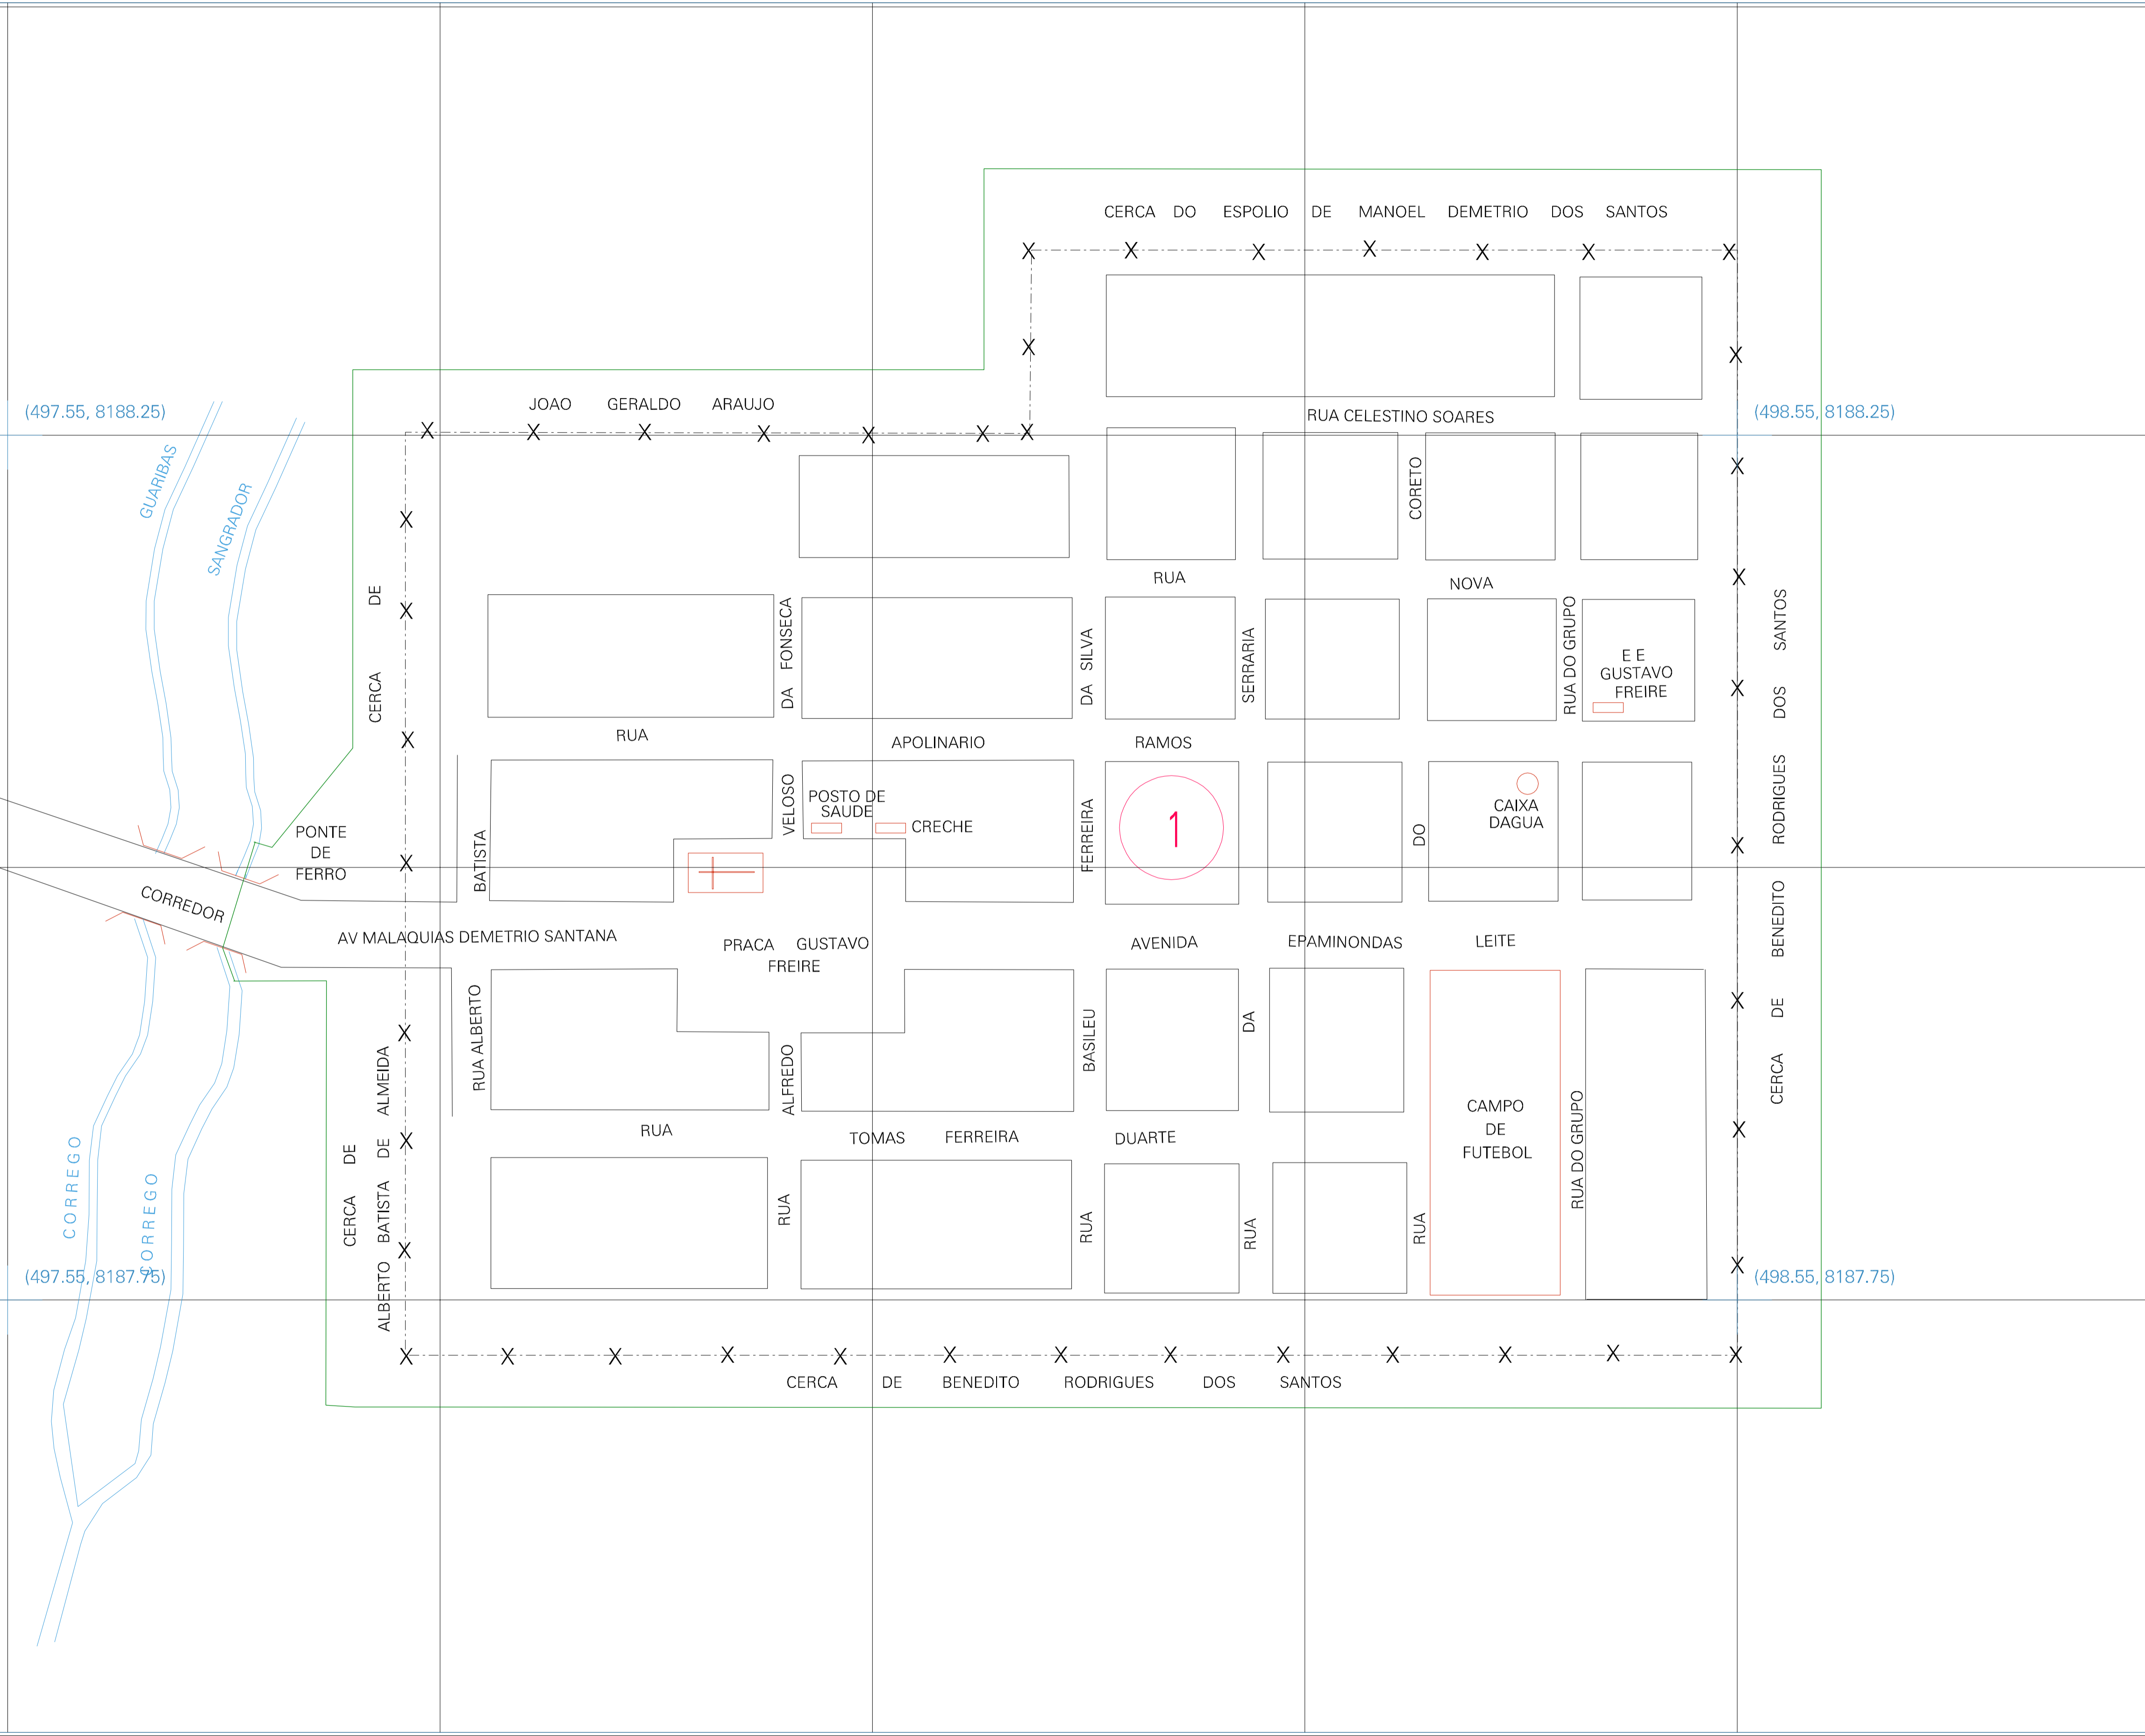 CERCA DO ESPOLIO DE MANOEL DEMETRIO DOS SANTOS
JOAO GERALDO ARAUJO
(497.55, 8188.25)
(498.55, 8188.25)
RUA CELESTINO SOARES
GUARIBAS
SANGRADOR
CERCA DE
CORETO
RUA NOVA
DA FONSECA
DA SILVA
SERRARIA
RUA DO GRUPO
E E
GUSTAVO
FREIRE
CERCA DE BENEDITO RODRIGUES DOS SANTOS
RUA APOLINARIO RAMOS
VELOSO
POSTO DE
SAUDE
CRECHE
FERREIRA
1
DO
CAIXA
DAGUA
PONTE
DE
FERRO
BATISTA
CORREDOR
AV MALAQUIAS DEMETRIO SANTANA
PRACA GUSTAVO
FREIRE
AVENIDA EPAMINONDAS LEITE
RUA ALBERTO
ALFREDO
BASILEU
DA
CAMPO
DE
FUTEBOL
RUA DO GRUPO
RUA TOMAS FERREIRA DUARTE
CERCA DE
ALBERTO BATISTA DE ALMEIDA
CORREGO
CORREGO
RUA
RUA
RUA
RUA
(497.55, 8187.75)
(498.55, 8187.75)
CERCA DE BENEDITO RODRIGUES DOS SANTOS